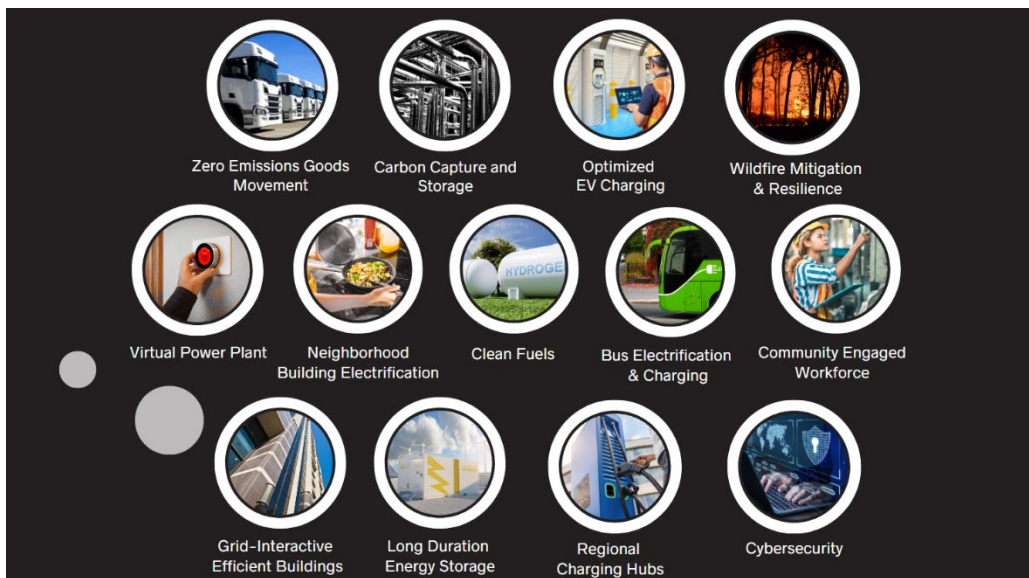 Zero Emissions Goods
Movement
Carbon Capture and
Storage
Optimized
EV Charging
Wildfire Mitigation
& Resilience
HYDROGE
Virtual Power Plant
Neighborhood
Building Electrification
Clean Fuels
Bus Electrification
& Charging
Community Engaged
Workforce
Grid-Interactive
Efficient Buildings
Long Duration
Energy Storage
Regional
Charging Hubs
Cybersecurity